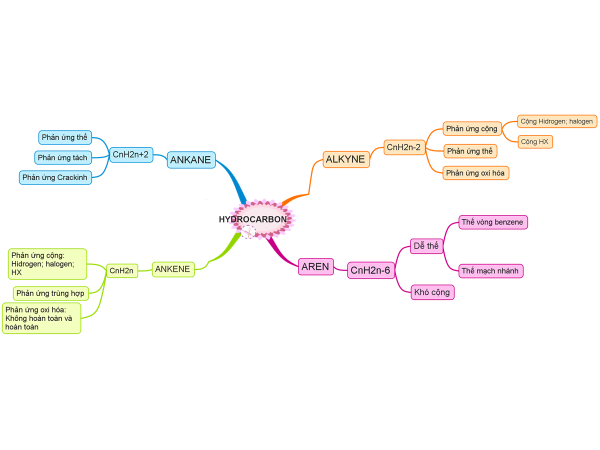 HYDROCARBON
ANKANE
CnH2n+2
Phản ứng thế
Phản ứng tách
Phản ứng Crackinh
ALKYNE
CnH2n-2
Phản ứng cộng
Cộng Hidrogen; halogen
Cộng HX
Phản ứng thế
Phản ứng oxi hóa
ANKENE
CnH2n
Phản ứng cộng:
Hidrogen; halogen;
HX
Phản ứng trùng hợp
Phản ứng oxi hóa:
Không hoàn toàn và
hoàn toàn
AREN
CnH2n-6
Dễ thế
Thế vòng benzene
Thế mạch nhánh
Khó cộng